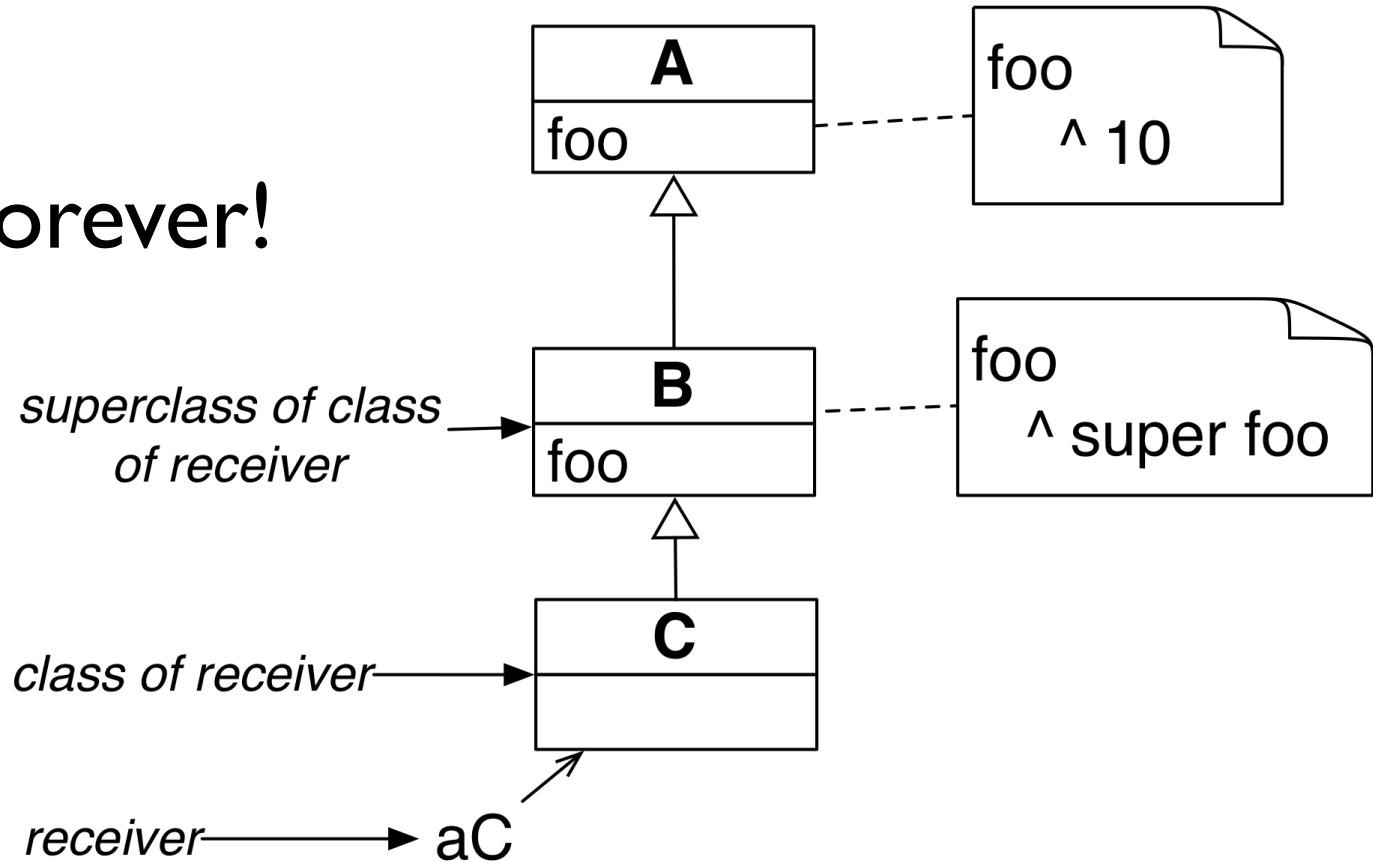 A
foo
foo
^ 10
orever!
B
foo
foo
^ super foo
superclass of class
of receiver
C
class of receiver
receiver
aC